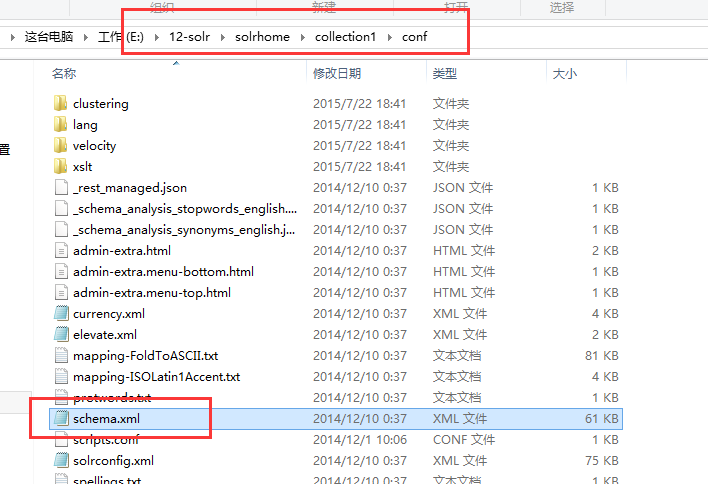 组织 新建 打开 选择
这台电脑 工作 (E:) 12-solr solrhome collection1 conf
名称 修改日期 类型 大小
clustering 2015/7/22 18:41 文件夹
lang 2015/7/22 18:41 文件夹
velocity 2015/7/22 18:41 文件夹
置
xslt 2015/7/22 18:41 文件夹
_rest_managed.json 2014/12/10 0:37 JSON 文件 1 KB
_schema_analysis_stopwords_english.... 2014/12/10 0:37 JSON 文件 1 KB
_schema_analysis_synonyms_english.j... 2014/12/10 0:37 JSON 文件 1 KB
admin-extra.html 2014/12/10 0:37 HTML 文件 2 KB
admin-extra.menu-bottom.html 2014/12/10 0:37 HTML 文件 1 KB
admin-extra.menu-top.html 2014/12/10 0:37 HTML 文件 1 KB
currency.xml 2014/12/10 0:37 XML 文件 4 KB
elevate.xml 2014/12/10 0:37 XML 文件 2 KB
mapping-FoldToASCII.txt 2014/12/10 0:37 文本文档 81 KB
mapping-ISOLatin1Accent.txt 2014/12/10 0:37 文本文档 4 KB
protwords.txt 2014/12/10 0:37 文本文档 1 KB
schema.xml 2014/12/10 0:37 XML 文件 61 KB
scripts.conf 2014/12/1 10:06 CONF 文件 1 KB
solrconfig.xml 2014/12/10 0:37 XML 文件 75 KB
spellings.txt 2014/12/10 0:37 文本文档 1 KB